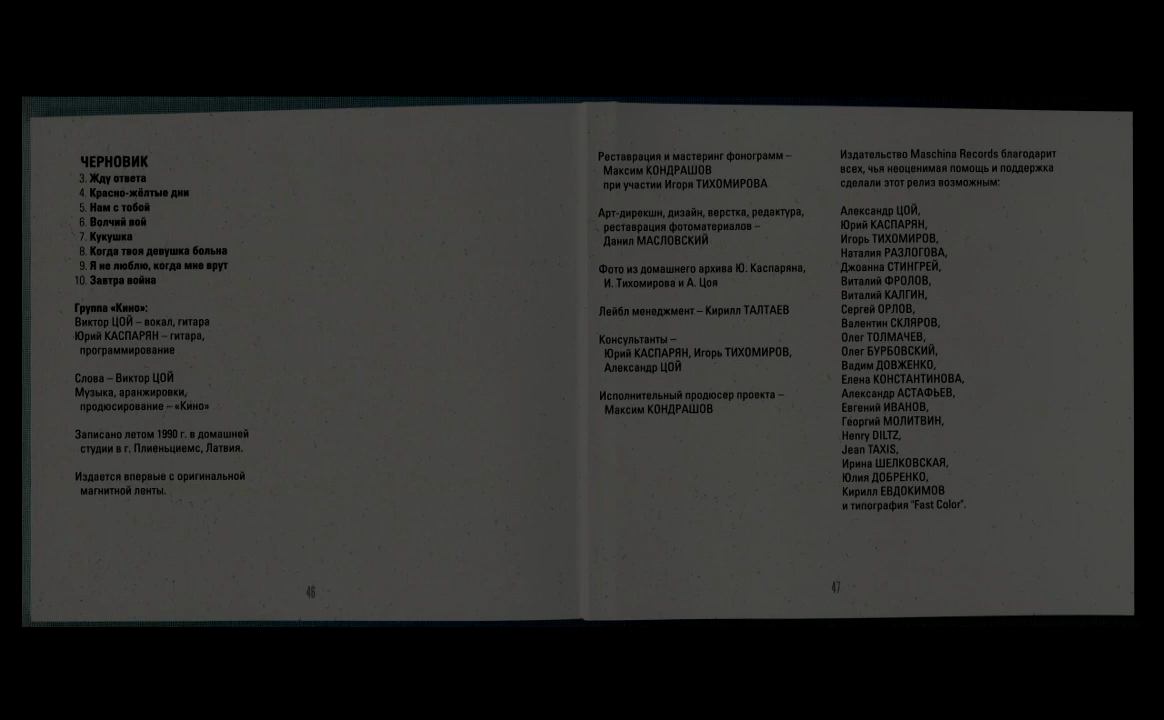 ЧЕРНОВИК
3. Жду ответа
4. Красно-жёлтые дни
5. Нам с тобой
6. Волчий вой
7. Кукушка
8. Когда твоя девушка больна
9. Я не люблю, когда мне врут
10. Завтра война
Группа «Кино»:
Виктор ЦОЙ – вокал, гитара
Юрий КАСПАРЯН – гитара,
программирование
Слова – Виктор ЦОЙ
Музыка, аранжировки,
продюсирование – «Кино»
Записано летом 1990 г. в домашней
студии в г. Плиеньциемс, Латвия.
Издается впервые с оригинальной
магнитной ленты.
46
Реставрация и мастеринг фонограмм –
Максим КОНДРАШОВ
при участии Игоря ТИХОМИРОВА
Арт-дирекшн, дизайн, верстка, редактура,
реставрация фотоматериалов –
Данил МАСЛОВСКИЙ
Фото из домашнего архива Ю. Каспаряна,
И. Тихомирова и А. Цоя
Лейбл менеджмент – Кирилл ТАЛТАЕВ
Консультанты –
Юрий КАСПАРЯН, Игорь ТИХОМИРОВ,
Александр ЦОЙ
Исполнительный продюсер проекта –
Максим КОНДРАШОВ
Издательство Maschina Records благодарит
всех, чья неоценимая помощь и поддержка
сделали этот релиз возможным:
Александр ЦОЙ,
Юрий КАСПАРЯН,
Игорь ТИХОМИРОВ,
Наталия РАЗЛОГОВА,
Джоанна СТИНГРЕЙ,
Виталий ФРОЛОВ,
Виталий КАЛГИН,
Сергей ОРЛОВ,
Валентин СКЛЯРОВ,
Олег ТОЛМАЧЕВ,
Олег БУРБОВСКИЙ,
Вадим ДОВЖЕНКО,
Елена КОНСТАНТИНОВА,
Александр АСТАФЬЕВ,
Евгений ИВАНОВ,
Георгий МОЛИТВИН,
Henry DILTZ,
Jean TAXIS,
Ирина ШЕЛКОВСКАЯ,
Юлия ДОБРЕНКО,
Кирилл ЕВДОКИМОВ
и типография "Fast Color".
47